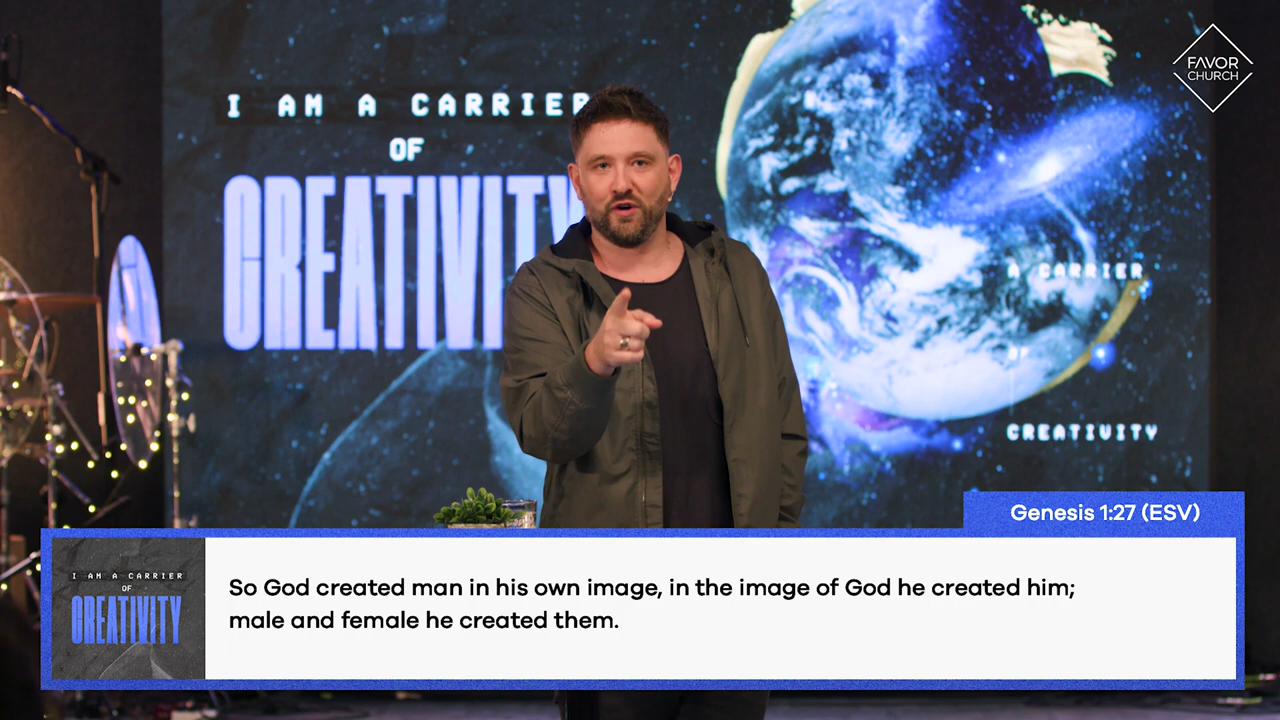 I AM A CARRIER
OF
CREATIVITY
FAVOR
CHURCH
A CARRIER
OF
CREATIVITY
Genesis 1:27 (ESV)
I AM A CARRIER
OF
CREATIVITY
So God created man in his own image, in the image of God he created him;
male and female he created them.